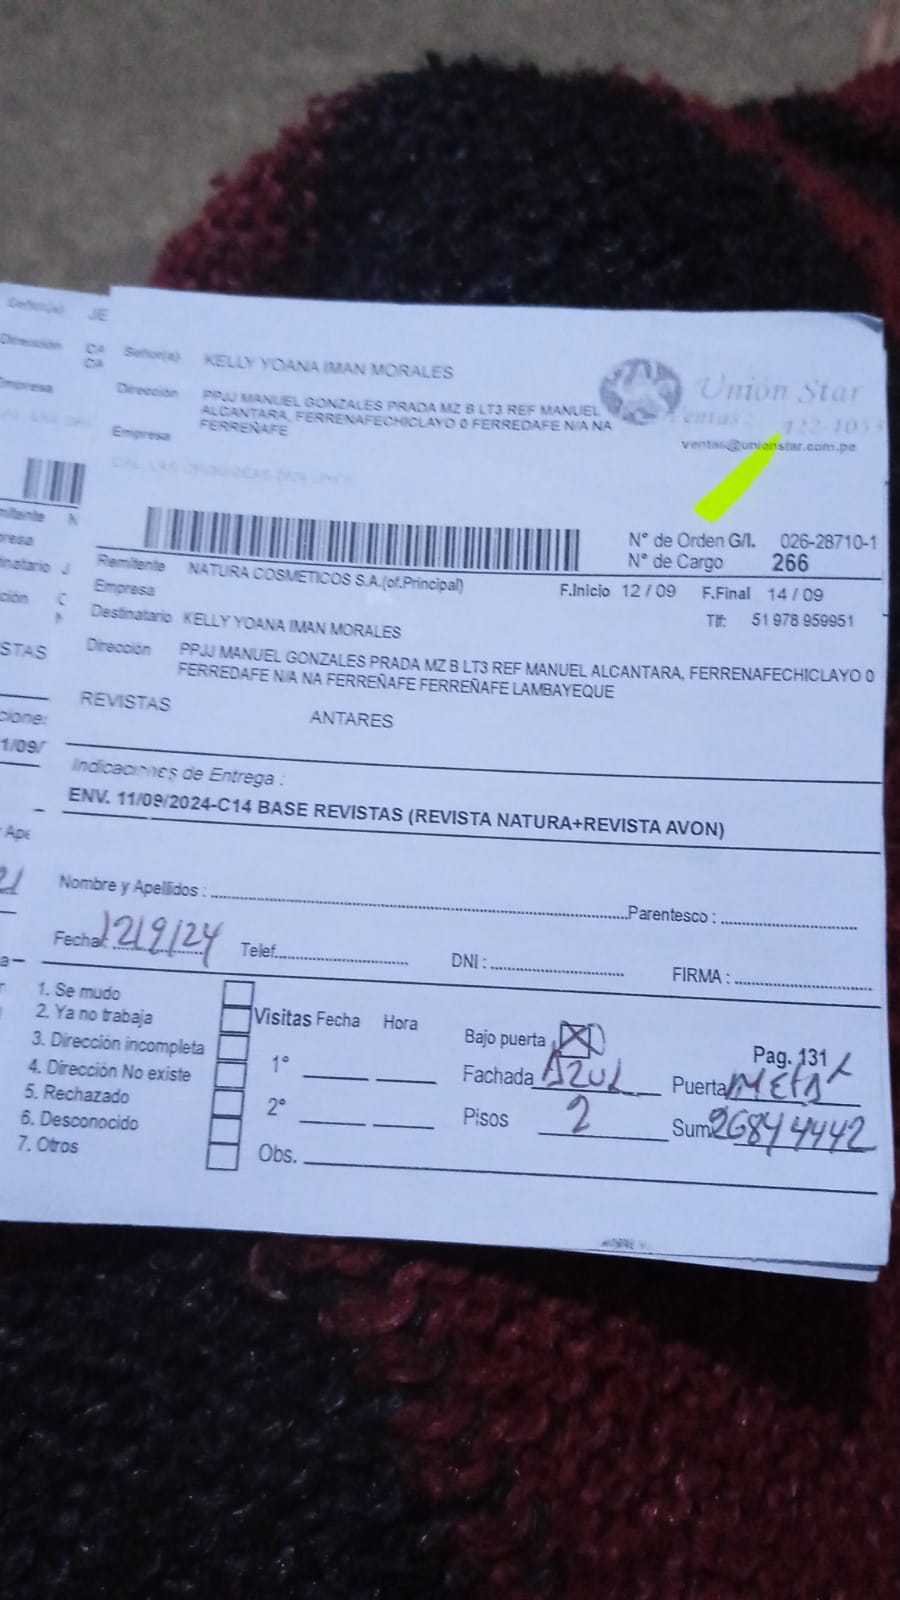 Señor(a) KELLY YOANA IMAN MORALES
Dirección PPJJ MANUEL GONZALES PRADA MZ B LT3 REF MANUEL
ALCANTARA, FERRENAFECHICLAYO 0 FERREDAFE N/A NA
FERREÑAFE
Empresa
Unión Star
ventas@unionstar.com.pe
N° de Orden G/I. 026-28710-1
N° de Cargo 266
Remitente NATURA COSMETICOS S.A.(of.Principal)
Empresa
F.Inicio 12 / 09 F.Final 14 / 09
Destinatario KELLY YOANA IMAN MORALES
Tlf: 51 978 959951
Dirección PPJJ MANUEL GONZALES PRADA MZ B LT3 REF MANUEL ALCANTARA, FERRENAFECHICLAYO 0
FERREDAFE N/A NA FERREÑAFE FERREÑAFE LAMBAYEQUE
REVISTAS ANTARES
Indicaciones de Entrega :
ENV. 11/09/2024-C14 BASE REVISTAS (REVISTA NATURA+REVISTA AVON)
Nombre y Apellidos : Parentesco :
Fecha: 12/9/24 Telef. DNI : FIRMA :
1. Se mudo
2. Ya no trabaja
3. Dirección incompleta
4. Dirección No existe
5. Rechazado
6. Desconocido
7. Otros
Visitas Fecha Hora
1°
2°
Obs.
Bajo puerta X
Pag. 131
Fachada AZUL Puerta METAL
Pisos 2 Sum 26844442